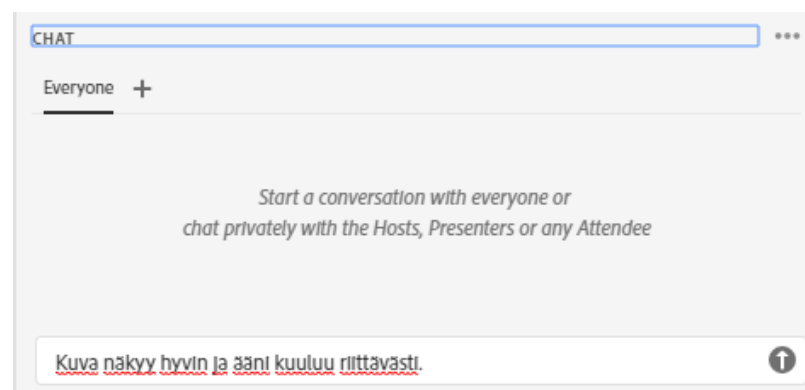 CHAT
Everyone
Start a conversation with everyone or
chat privately with the Hosts, Presenters or any Attendee
Kuva näkyy hyvin ja ääni kuuluu riittävästi.